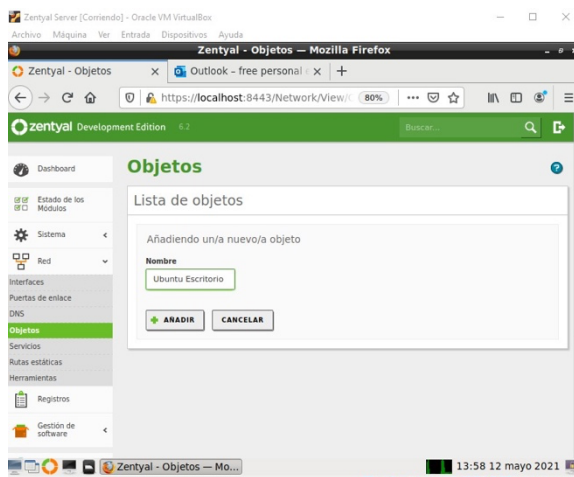 Zentyal Server [Corriendo] - Oracle VM VirtualBox
Archivo Máquina Ver Entrada Dispositivos Ayuda
Zentyal - Objetos — Mozilla Firefox
Zentyal - Objetos
Outlook – free personal
https://localhost:8443/Network/View/ 80%
zentyal Development Edition 6.2
Buscar...
Dashboard
Estado de los
Módulos
Sistema
Red
Interfaces
Puertas de enlace
DNS
Objetos
Servicios
Rutas estáticas
Herramientas
Registros
Gestión de
software
Objetos
Lista de objetos
Añadiendo un/a nuevo/a objeto
Nombre
Ubuntu Escritorio
AÑADIR
CANCELAR
Zentyal - Objetos — Mo...
13:58 12 mayo 2021